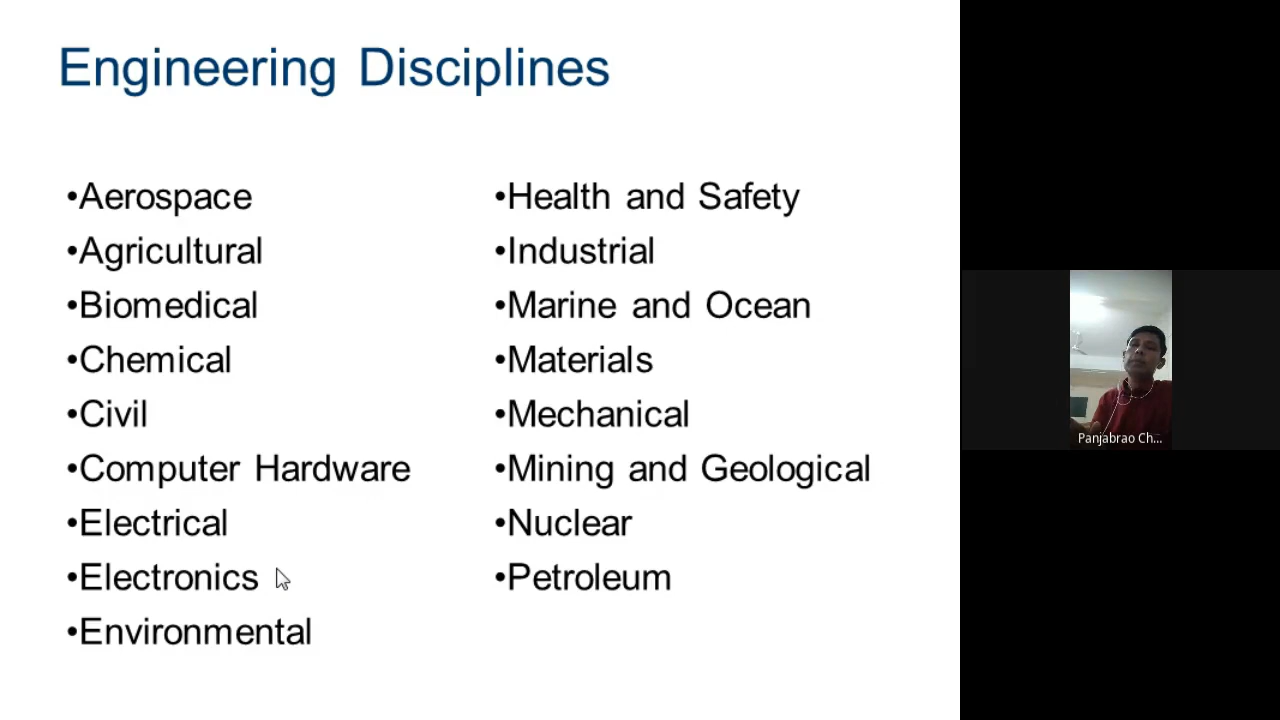 Engineering Disciplines
•Aerospace
•Agricultural
•Biomedical
•Chemical
•Civil
•Computer Hardware
•Electrical
•Electronics
•Environmental
•Health and Safety
•Industrial
•Marine and Ocean
•Materials
•Mechanical
•Mining and Geological
•Nuclear
•Petroleum
Panjabrao Ch...